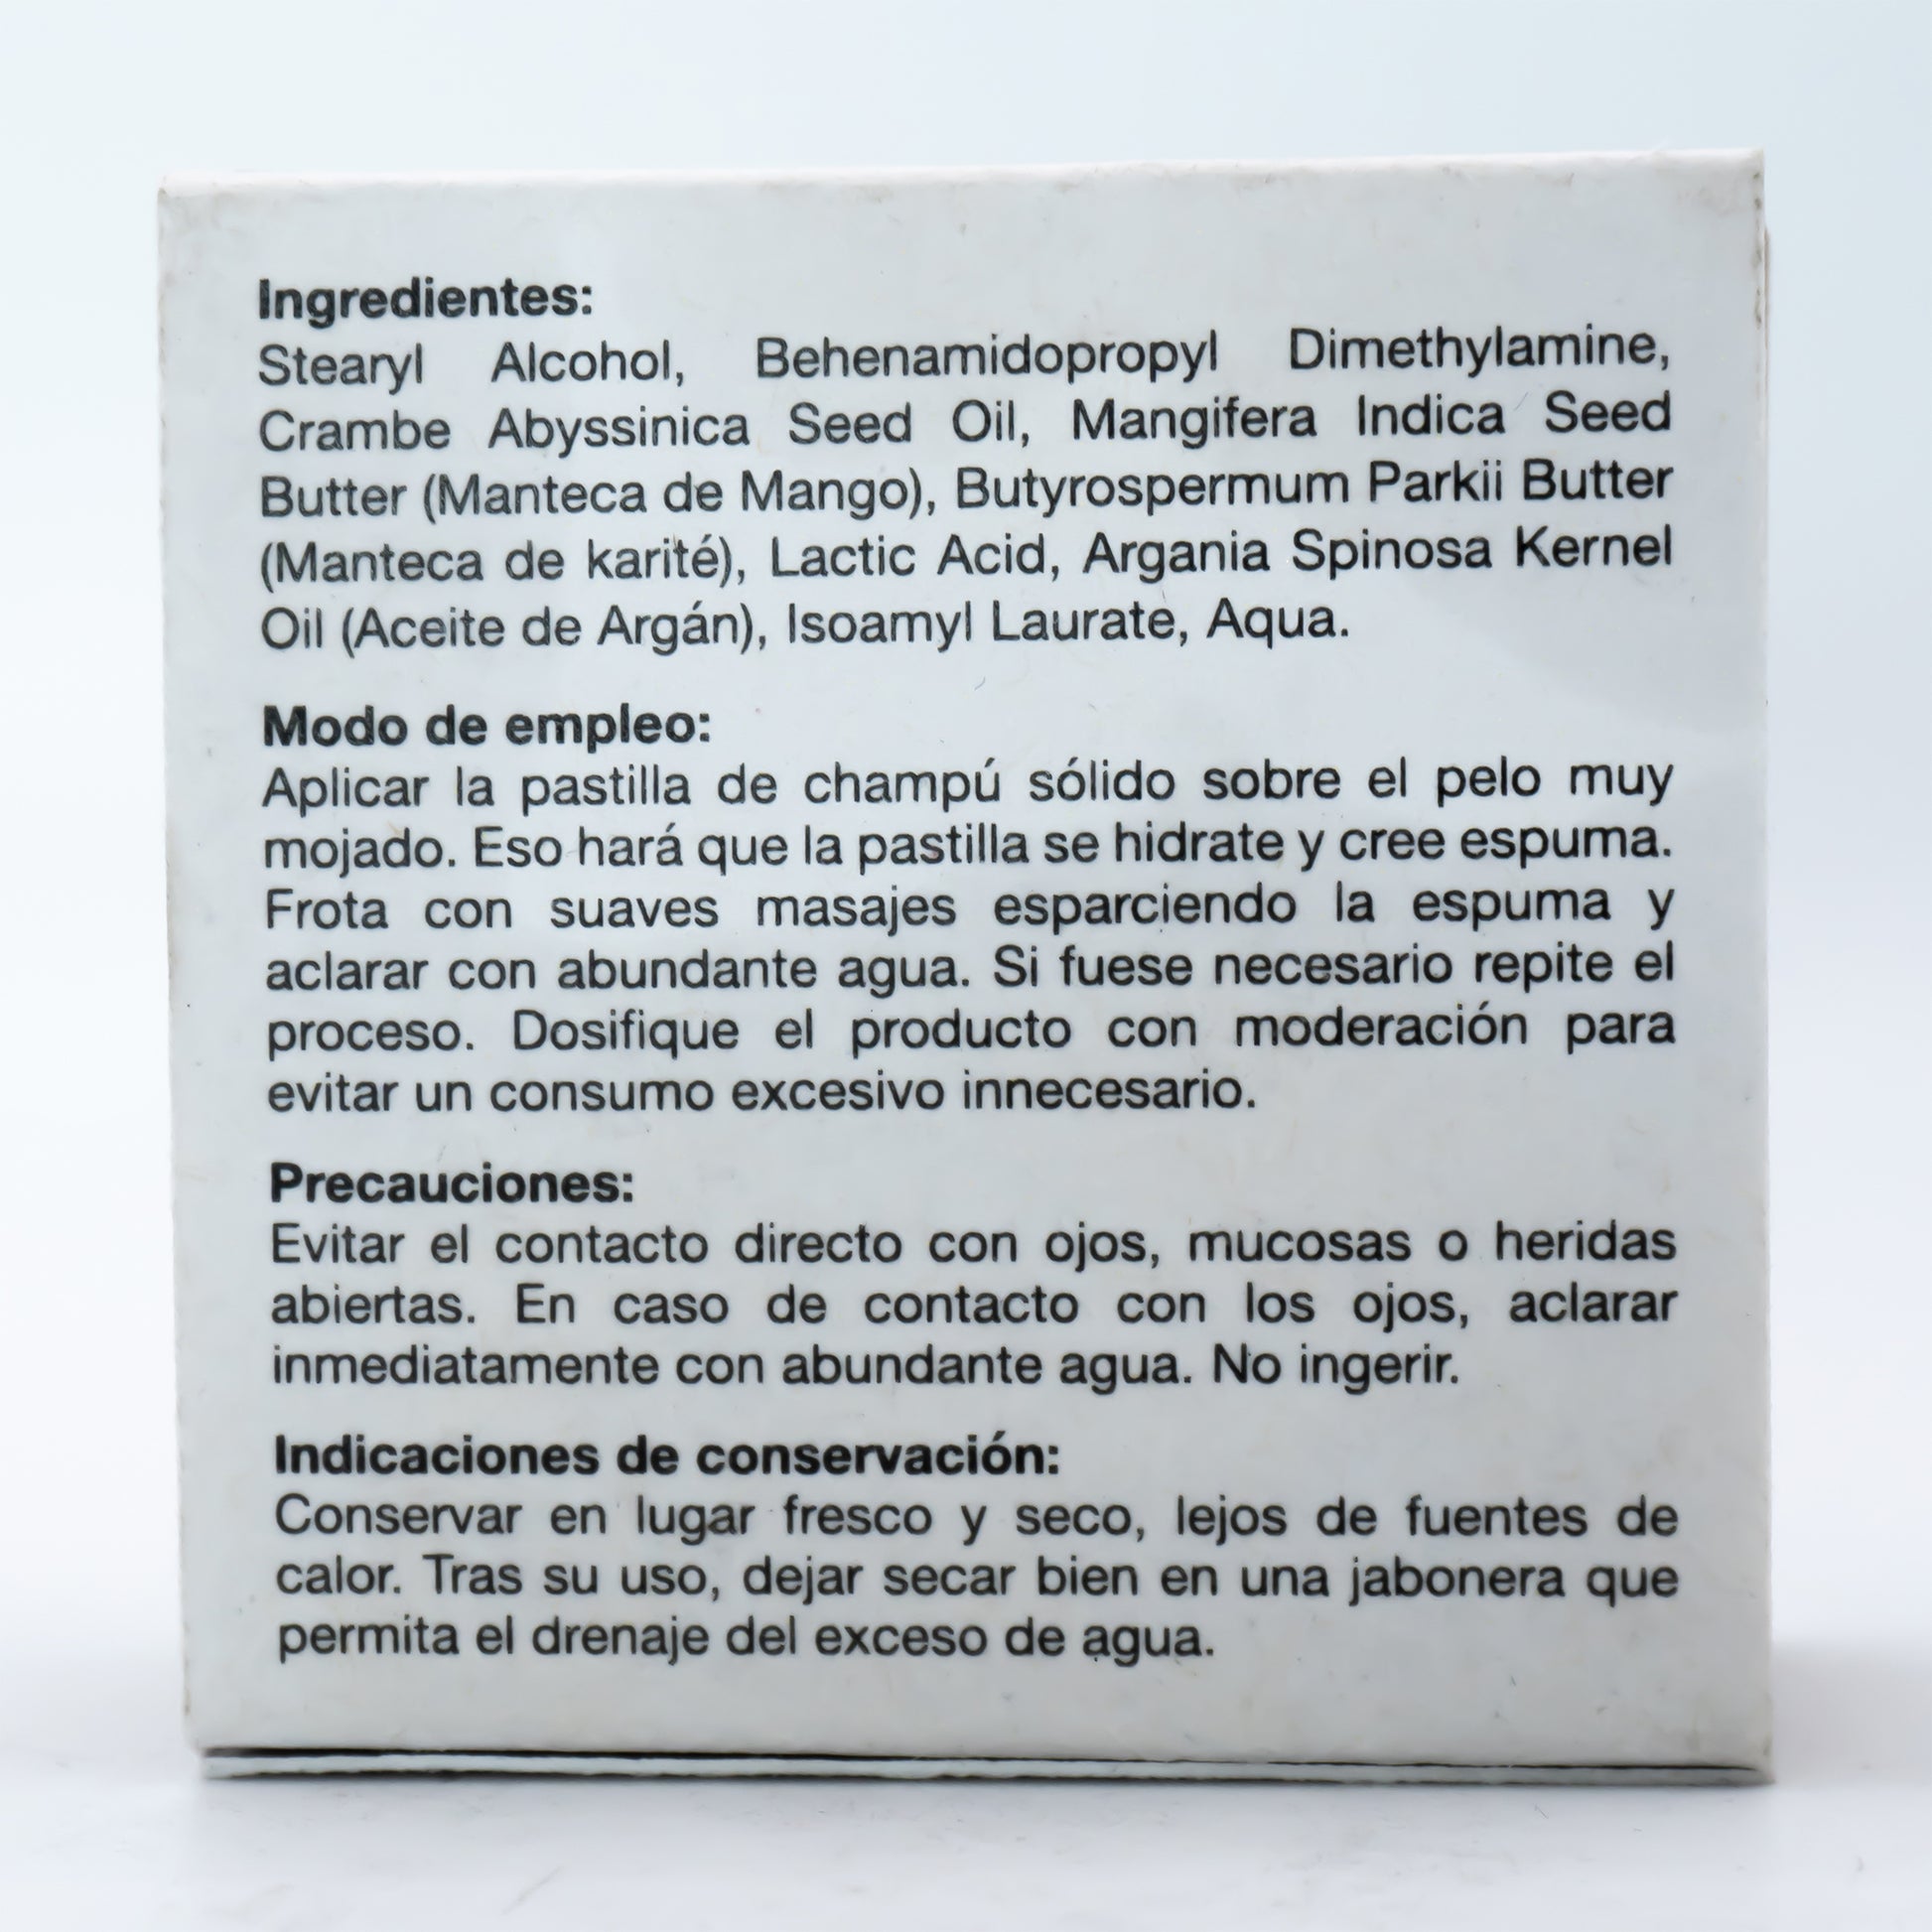 Ingredientes:
Stearyl Alcohol, Behenamidopropyl Dimethylamine,
Crambe Abyssinica Seed Oil, Mangifera Indica Seed
Butter (Manteca de Mango), Butyrospermum Parkii Butter
(Manteca de karité), Lactic Acid, Argania Spinosa Kernel
Oil (Aceite de Argán), Isoamyl Laurate, Aqua.
Modo de empleo:
Aplicar la pastilla de champú sólido sobre el pelo muy
mojado. Eso hará que la pastilla se hidrate y cree espuma.
Frota con suaves masajes esparciendo la espuma y
aclarar con abundante agua. Si fuese necesario repite el
proceso. Dosifique el producto con moderación para
evitar un consumo excesivo innecesario.
Precauciones:
Evitar el contacto directo con ojos, mucosas o heridas
abiertas. En caso de contacto con los ojos, aclarar
inmediatamente con abundante agua. No ingerir.
Indicaciones de conservación:
Conservar en lugar fresco y seco, lejos de fuentes de
calor. Tras su uso, dejar secar bien en una jabonera que
permita el drenaje del exceso de agua.